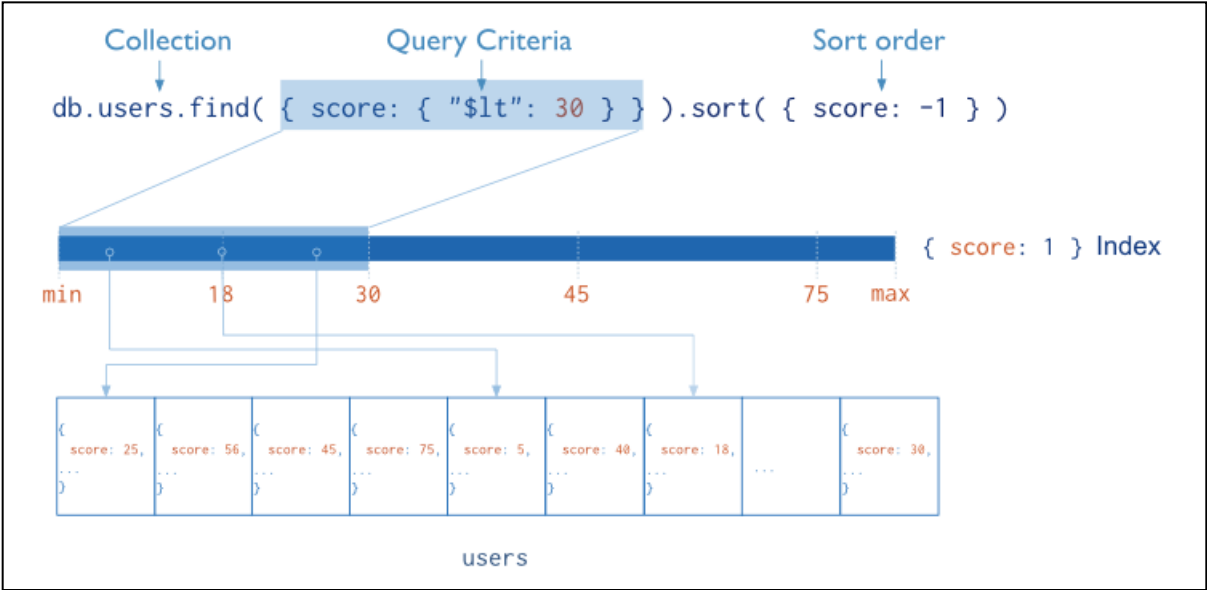 Collection Query Criteria Sort order
db.users.find( { score: { "$lt": 30 } } ).sort( { score: -1 } )
{ score: 1 } Index
min 18 30 45 75 max
{ { { { { { { {
score: 25, score: 56, score: 45, score: 75, score: 5, score: 40, score: 18, score: 30,
... ... ... ... ... ... ... ... ...
} } } } } } } }
users